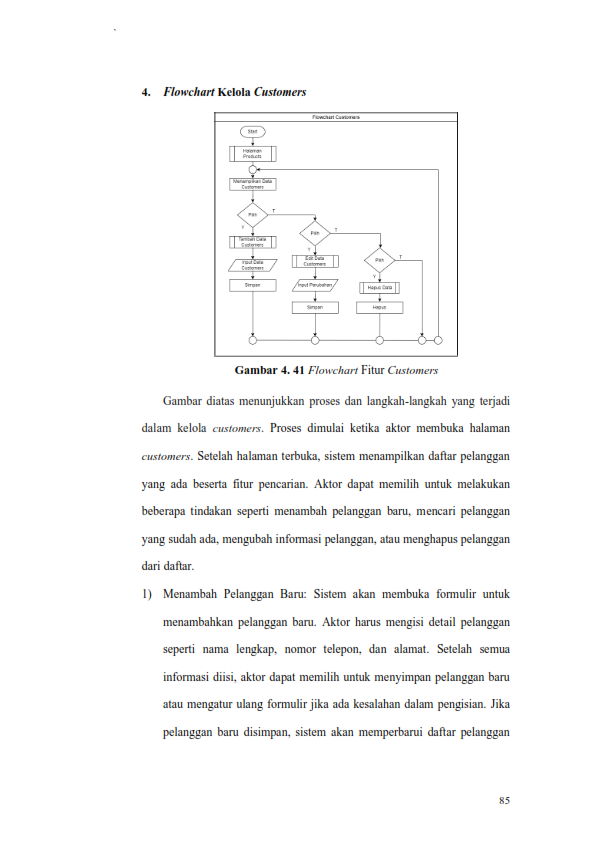 4. Flowchart Kelola Customers
Flowchart Customers
Start
Halaman
Products
Menampilkan Data
Customers
Pilih
T
Y
Tambah Data
Customers
Input Data
Customers
Simpan
Pilih
T
Y
Edit Data
Customers
Input Perubahan
Simpan
Pilih
T
Y
Hapus Data
Hapus
Gambar 4. 41 Flowchart Fitur Customers
Gambar diatas menunjukkan proses dan langkah-langkah yang terjadi
dalam kelola customers. Proses dimulai ketika aktor membuka halaman
customers. Setelah halaman terbuka, sistem menampilkan daftar pelanggan
yang ada beserta fitur pencarian. Aktor dapat memilih untuk melakukan
beberapa tindakan seperti menambah pelanggan baru, mencari pelanggan
yang sudah ada, mengubah informasi pelanggan, atau menghapus pelanggan
dari daftar.
1) Menambah Pelanggan Baru: Sistem akan membuka formulir untuk
menambahkan pelanggan baru. Aktor harus mengisi detail pelanggan
seperti nama lengkap, nomor telepon, dan alamat. Setelah semua
informasi diisi, aktor dapat memilih untuk menyimpan pelanggan baru
atau mengatur ulang formulir jika ada kesalahan dalam pengisian. Jika
pelanggan baru disimpan, sistem akan memperbarui daftar pelanggan
85